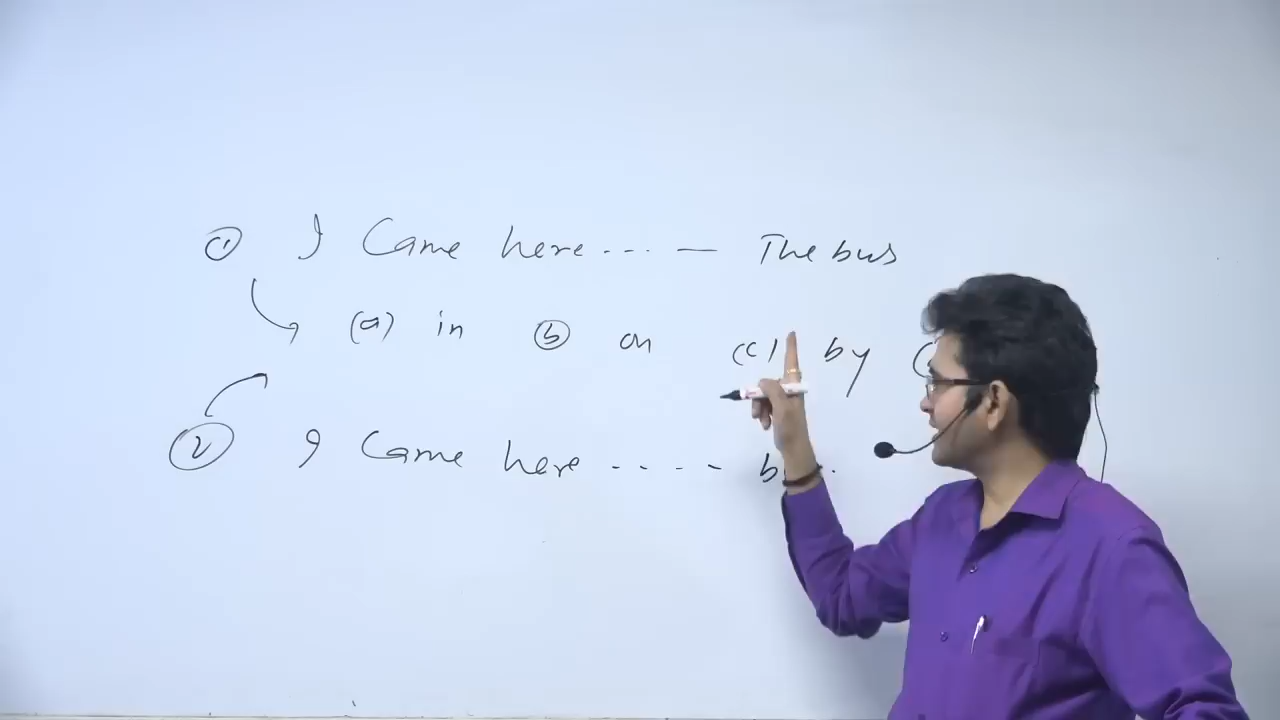 ① I Came here ... — The bus
(a) in ⓑ on (c) by (
② I Came here ---- b